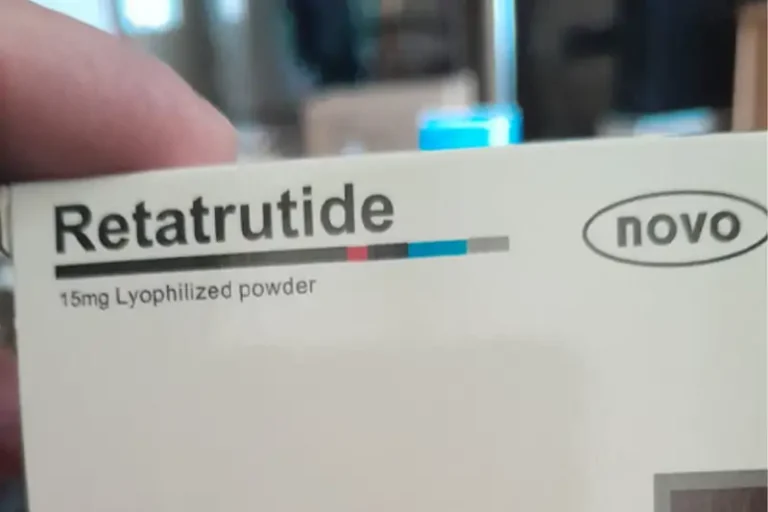 Retatrutide
novo
15mg Lyophilized powder